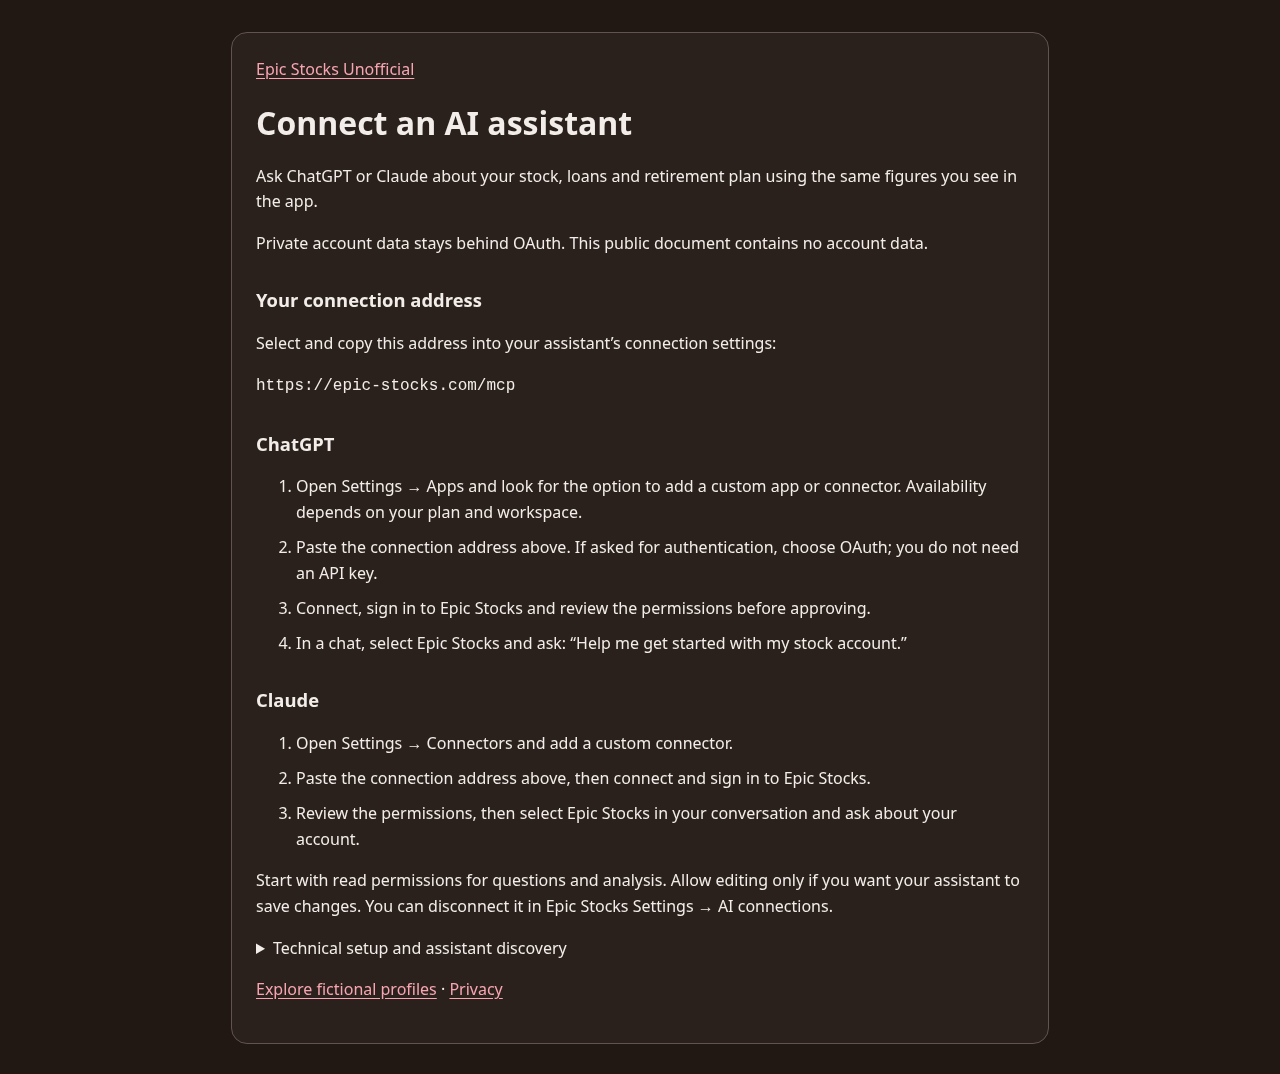 Epic Stocks Unofficial
Connect an AI assistant
Ask ChatGPT or Claude about your stock, loans and retirement plan using the same figures you see in
the app.
Private account data stays behind OAuth. This public document contains no account data.
Your connection address
Select and copy this address into your assistant’s connection settings:
https://epic-stocks.com/mcp
ChatGPT
1. Open Settings → Apps and look for the option to add a custom app or connector. Availability
depends on your plan and workspace.
2. Paste the connection address above. If asked for authentication, choose OAuth; you do not need
an API key.
3. Connect, sign in to Epic Stocks and review the permissions before approving.
4. In a chat, select Epic Stocks and ask: “Help me get started with my stock account.”
Claude
1. Open Settings → Connectors and add a custom connector.
2. Paste the connection address above, then connect and sign in to Epic Stocks.
3. Review the permissions, then select Epic Stocks in your conversation and ask about your
account.
Start with read permissions for questions and analysis. Allow editing only if you want your assistant to
save changes. You can disconnect it in Epic Stocks Settings → AI connections.
Technical setup and assistant discovery
Explore fictional profiles · Privacy